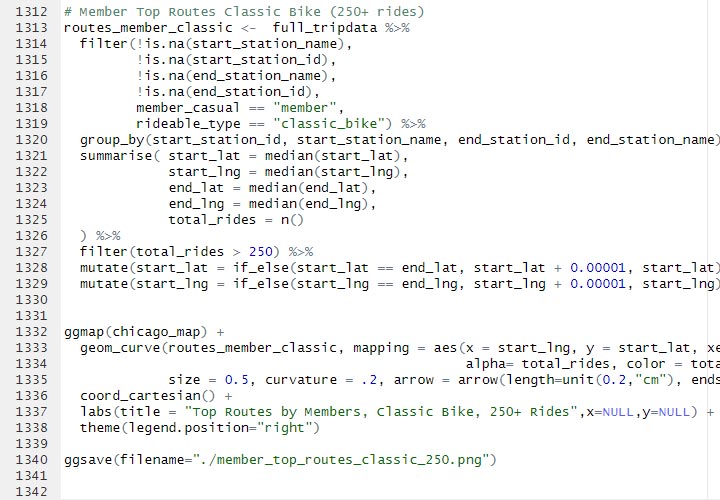 1312 # Member Top Routes Classic Bike (250+ rides)
1313 routes_member_classic <-  full_tripdata %>%
1314   filter(!is.na(start_station_name),
1315          !is.na(start_station_id),
1316          !is.na(end_station_name),
1317          !is.na(end_station_id),
1318          member_casual == "member",
1319          rideable_type == "classic_bike") %>%
1320   group_by(start_station_id, start_station_name, end_station_id, end_station_name)
1321   summarise( start_lat = median(start_lat),
1322              start_lng = median(start_lng),
1323              end_lat = median(end_lat),
1324              end_lng = median(end_lng),
1325              total_rides = n()
1326   ) %>%
1327   filter(total_rides > 250) %>%
1328   mutate(start_lat = if_else(start_lat == end_lat, start_lat + 0.00001, start_lat)
1329   mutate(start_lng = if_else(start_lng == end_lng, start_lng + 0.00001, start_lng)
1330
1331
1332 ggmap(chicago_map) +
1333   geom_curve(routes_member_classic, mapping = aes(x = start_lng, y = start_lat, xe
1334                                                   alpha= total_rides, color = tota
1335              size = 0.5, curvature = .2, arrow = arrow(length=unit(0.2,"cm"), ends
1336   coord_cartesian() +
1337   labs(title = "Top Routes by Members, Classic Bike, 250+ Rides",x=NULL,y=NULL) +
1338   theme(legend.position="right")
1339
1340 ggsave(filename="./member_top_routes_classic_250.png")
1341
1342